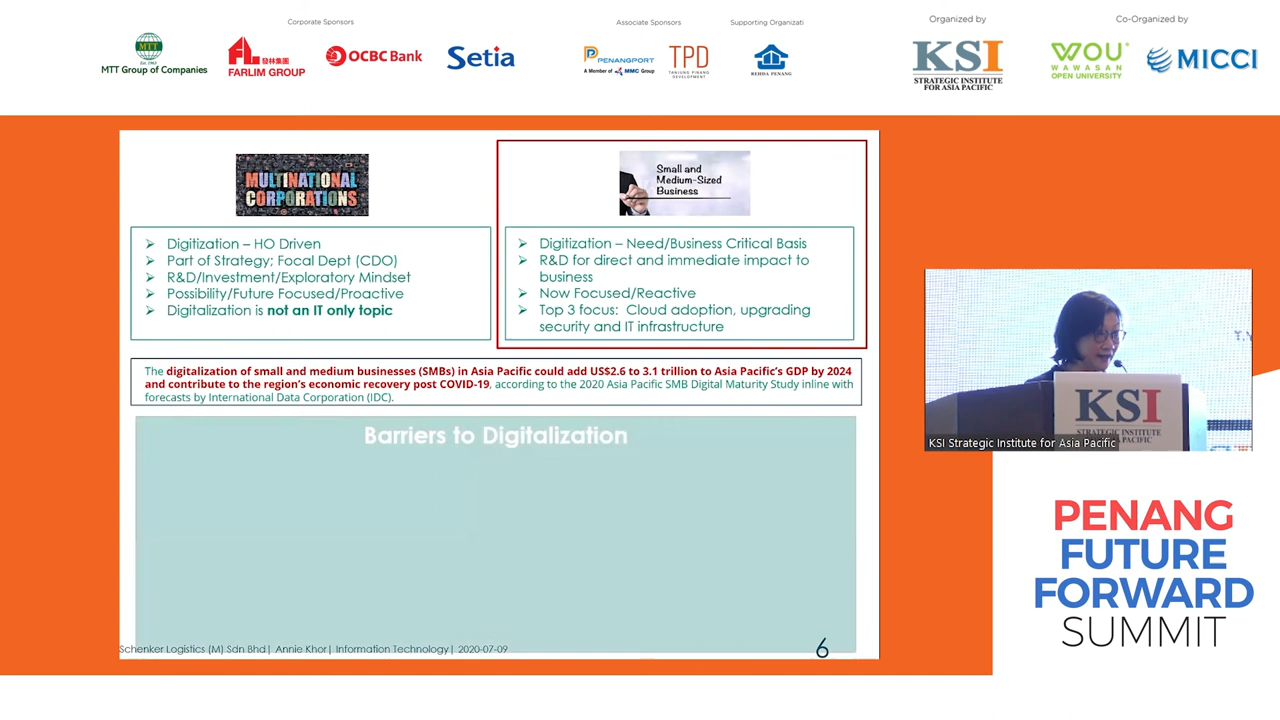 Corporate Sponsors
Associate Sponsors
Supporting Organizati
Organized by
Co-Organized by
MTT
Est. 1962
MTT Group of Companies
發林集團
FARLIM GROUP
OCBC Bank
Setia
PENANGPORT
A Member of MMC Group
TPD
TANJUNG PINANG
DEVELOPMENT
REHDA PENANG
KSI
STRATEGIC INSTITUTE
FOR ASIA PACIFIC
WOU
WAWASAN
OPEN UNIVERSITY
MICCI
MULTINATIONAL
CORPORATIONS
Digitization – HO Driven
Part of Strategy; Focal Dept (CDO)
R&D/Investment/Exploratory Mindset
Possibility/Future Focused/Proactive
Digitalization is not an IT only topic
Small and
Medium-Sized
Business
Digitization – Need/Business Critical Basis
R&D for direct and immediate impact to
business
Now Focused/Reactive
Top 3 focus: Cloud adoption, upgrading
security and IT infrastructure
The digitalization of small and medium businesses (SMBs) in Asia Pacific could add US$2.6 to 3.1 trillion to Asia Pacific's GDP by 2024
and contribute to the region's economic recovery post COVID-19, according to the 2020 Asia Pacific SMB Digital Maturity Study inline with
forecasts by International Data Corporation (IDC).
Barriers to Digitalization
Schenker Logistics (M) Sdn Bhd| Annie Khor| Information Technology| 2020-07-09
6
KSI
STRATEGIC INSTITUTE
KSI Strategic Institute for Asia Pacific
PENANG
FUTURE
FORWARD
SUMMIT